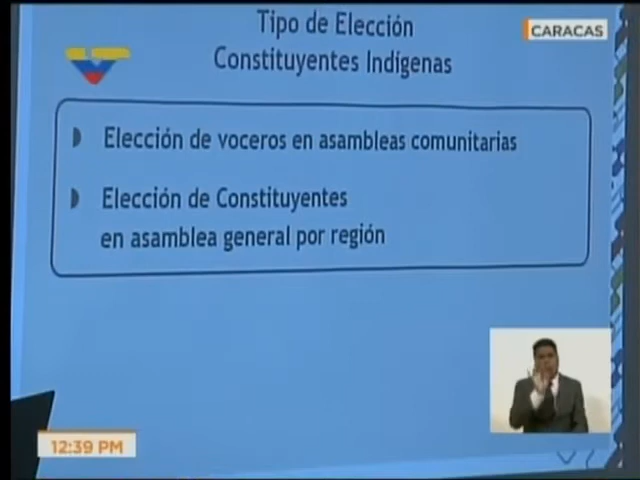 Tipo de Elección
CARACAS
Constituyentes Indígenas
Elección de voceros en asambleas comunitarias
Elección de Constituyentes
en asamblea general por región
12:39 PM